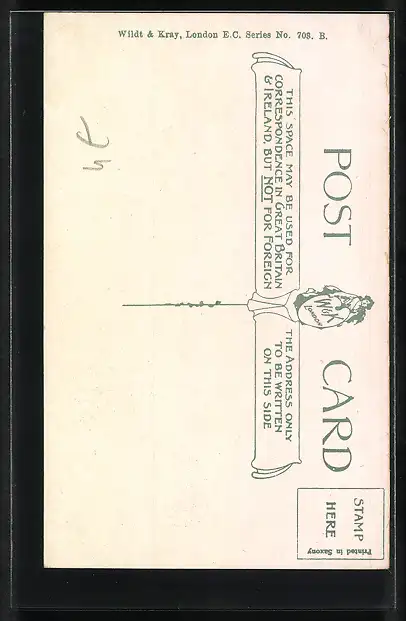 Wildt & Kray, London E.C. Series No. 708. B.
POST CARD
THIS SPACE MAY BE USED FOR
CORRESPONDENCE IN GREAT BRITAIN
& IRELAND, BUT NOT FOR FOREIGN
THE ADDRESS ONLY
TO BE WRITTEN
ON THIS SIDE
W&K
LONDON
STAMP
HERE
Printed in Saxony